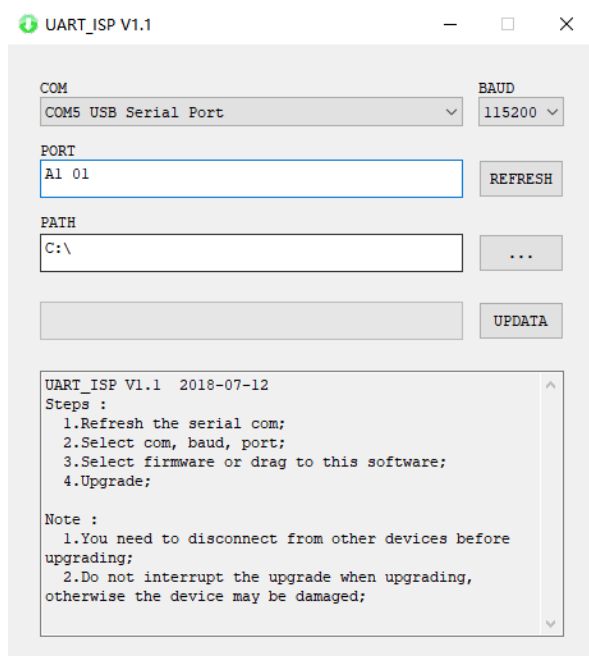 UART_ISP V1.1
COM
BAUD
COM5 USB Serial Port
115200
PORT
A1 01
REFRESH
PATH
C:\
...
UPDATA
UART_ISP V1.1  2018-07-12
Steps :
1.Refresh the serial com;
2.Select com, baud, port;
3.Select firmware or drag to this software;
4.Upgrade;
Note :
1.You need to disconnect from other devices before
upgrading;
2.Do not interrupt the upgrade when upgrading,
otherwise the device may be damaged;